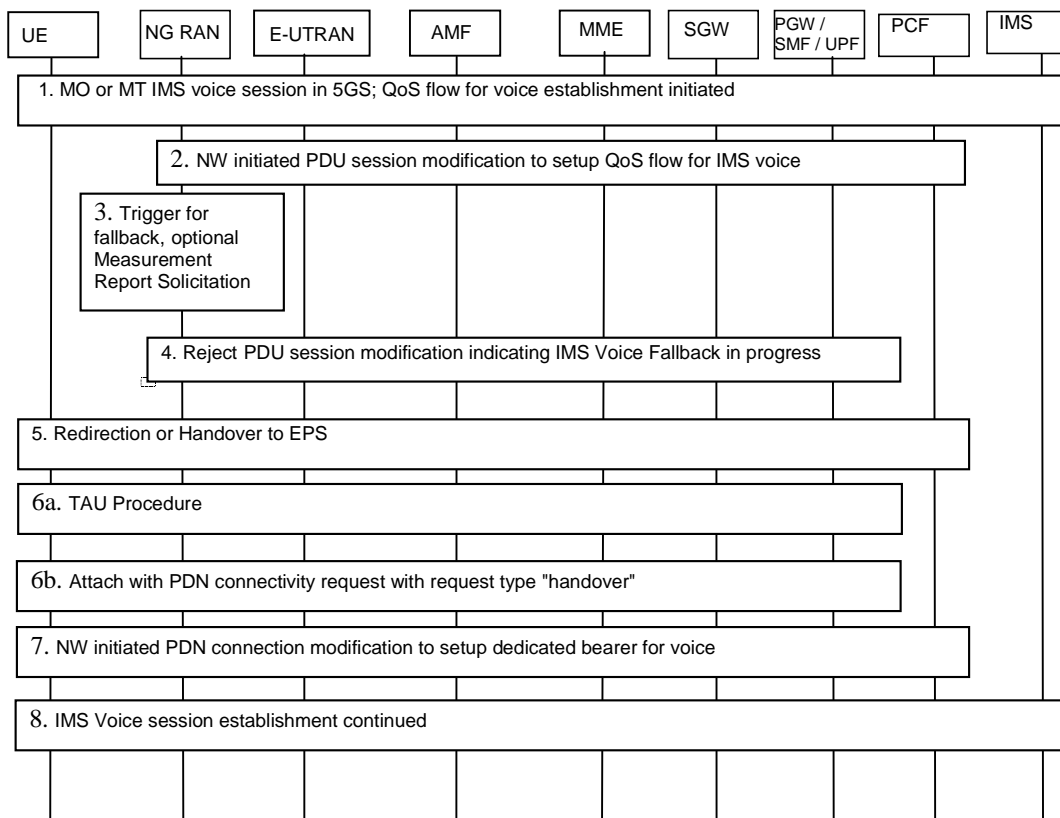 UE
NG RAN
E-UTRAN
AMF
MME
SGW
PGW /
SMF / UPF
PCF
IMS
1. MO or MT IMS voice session in 5GS; QoS flow for voice establishment initiated
2. NW initiated PDU session modification to setup QoS flow for IMS voice
3. Trigger for
fallback, optional
Measurement
Report Solicitation
4. Reject PDU session modification indicating IMS Voice Fallback in progress
5. Redirection or Handover to EPS
6a. TAU Procedure
6b. Attach with PDN connectivity request with request type "handover"
7. NW initiated PDN connection modification to setup dedicated bearer for voice
8. IMS Voice session establishment continued